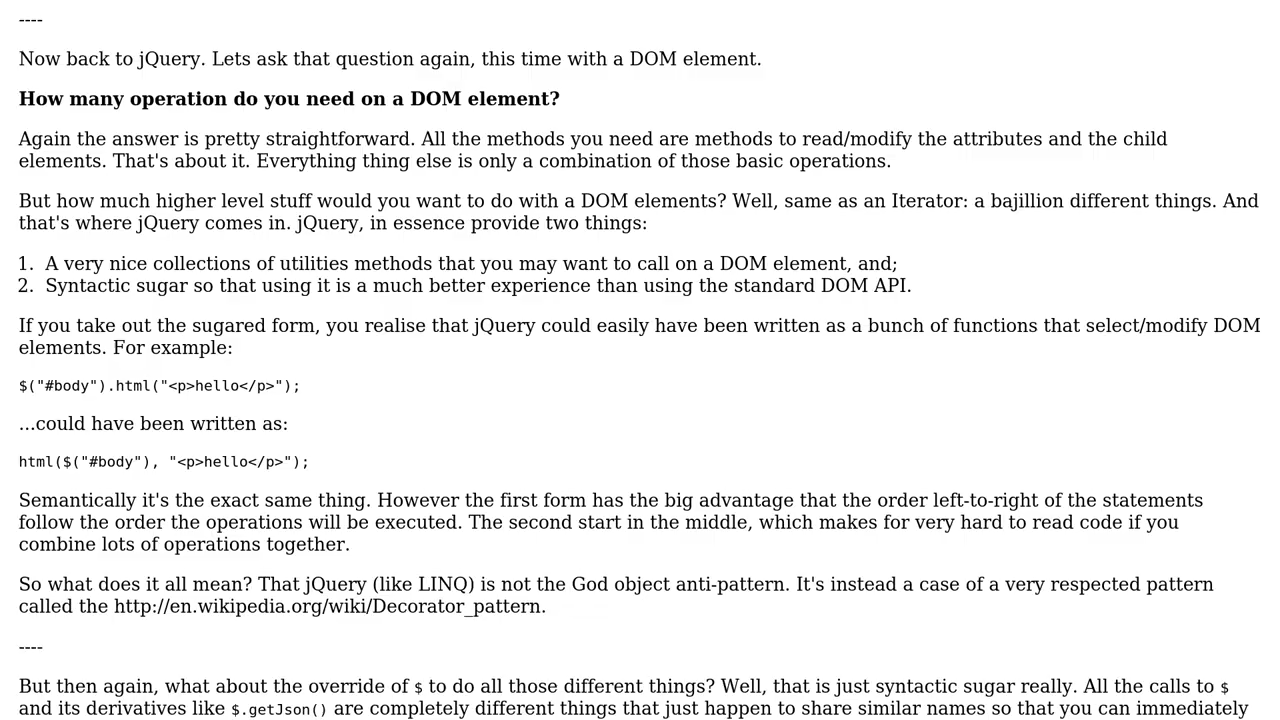 ----
Now back to jQuery. Lets ask that question again, this time with a DOM element.
How many operation do you need on a DOM element?
Again the answer is pretty straightforward. All the methods you need are methods to read/modify the attributes and the child
elements. That's about it. Everything thing else is only a combination of those basic operations.
But how much higher level stuff would you want to do with a DOM elements? Well, same as an Iterator: a bajillion different things. And
that's where jQuery comes in. jQuery, in essence provide two things:
1. A very nice collections of utilities methods that you may want to call on a DOM element, and;
2. Syntactic sugar so that using it is a much better experience than using the standard DOM API.
If you take out the sugared form, you realise that jQuery could easily have been written as a bunch of functions that select/modify DOM
elements. For example:
$("#body").html("<p>hello</p>");
...could have been written as:
html($("#body"), "<p>hello</p>");
Semantically it's the exact same thing. However the first form has the big advantage that the order left-to-right of the statements
follow the order the operations will be executed. The second start in the middle, which makes for very hard to read code if you
combine lots of operations together.
So what does it all mean? That jQuery (like LINQ) is not the God object anti-pattern. It's instead a case of a very respected pattern
called the http://en.wikipedia.org/wiki/Decorator_pattern.
----
But then again, what about the override of $ to do all those different things? Well, that is just syntactic sugar really. All the calls to $
and its derivatives like $.getJson() are completely different things that just happen to share similar names so that you can immediately